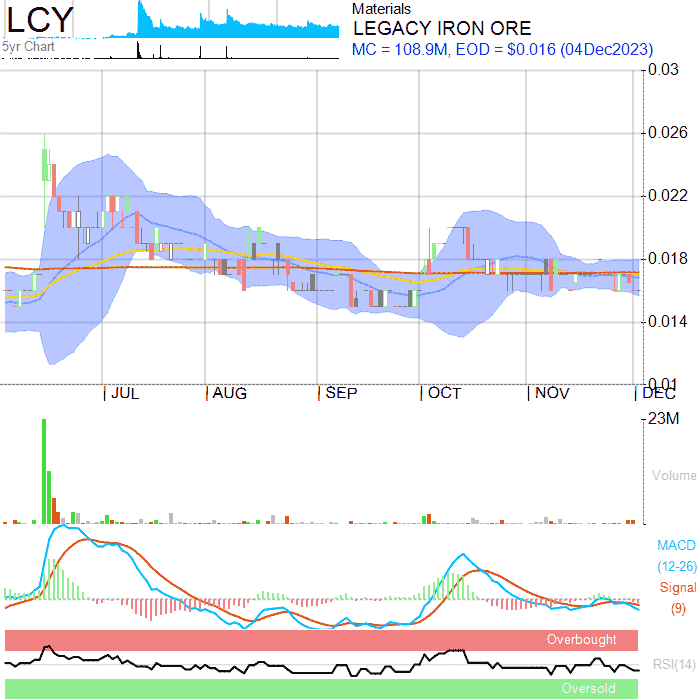 LCY
5yr Chart
Materials
LEGACY IRON ORE
MC = 108.9M, EOD = $0.016 (04Dec2023)
0.03
0.026
0.022
0.018
0.014
0.01
JUL
AUG
SEP
OCT
NOV
DEC
23M
Volume
MACD
(12-26)
Signal
(9)
Overbought
RSI(14)
Oversold